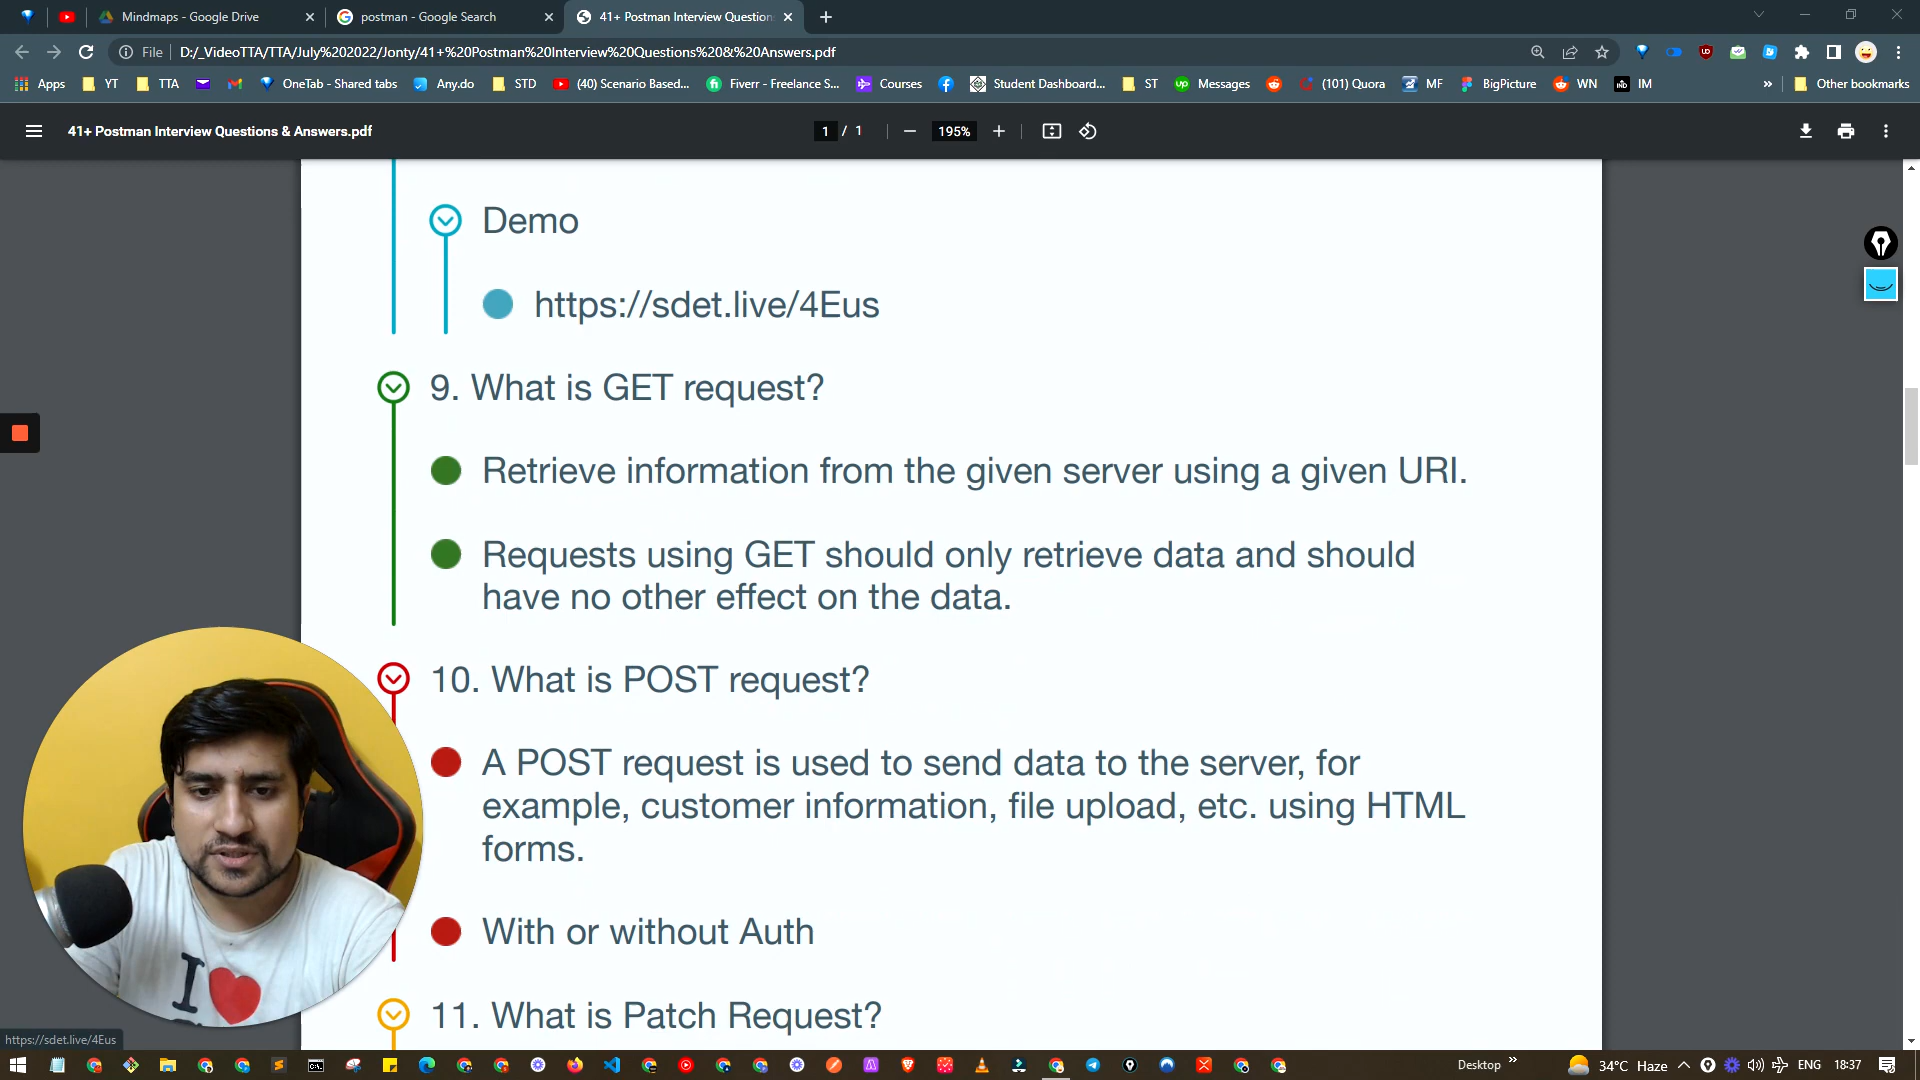 Mindmaps - Google Drive
postman - Google Search
41+ Postman Interview Question
File
D:/_VideoTTA/TTA/July%202022/Jonty/41+%20Postman%20Interview%20Questions%20&%20Answers.pdf
Apps
YT
TTA
OneTab - Shared tabs
Any.do
STD
(40) Scenario Based...
Fiverr - Freelance S...
Courses
Student Dashboard...
ST
Messages
(101) Quora
MF
BigPicture
WN
IM
»
Other bookmarks
41+ Postman Interview Questions & Answers.pdf
1 / 1
195%
Demo
https://sdet.live/4Eus
9. What is GET request?
Retrieve information from the given server using a given URI.
Requests using GET should only retrieve data and should
have no other effect on the data.
10. What is POST request?
A POST request is used to send data to the server, for
example, customer information, file upload, etc. using HTML
forms.
With or without Auth
11. What is Patch Request?
I
https://sdet.live/4Eus
Desktop
34°C Haze
ENG
18:37